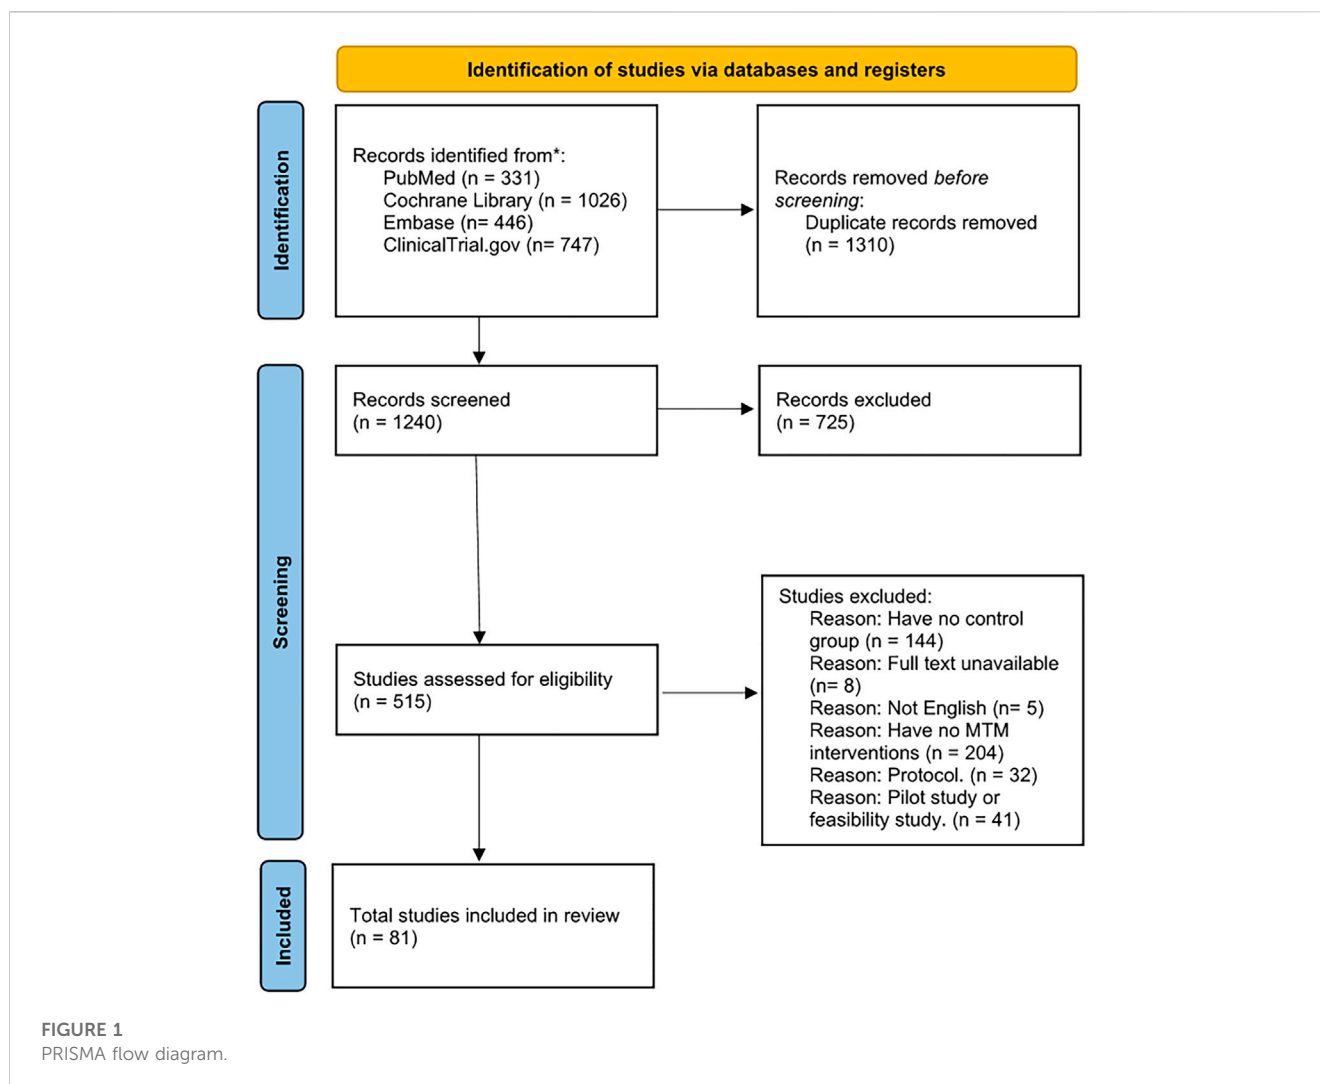 Identification of studies via databases and registers
Identification
Records identified from*:
PubMed (n = 331)
Cochrane Library (n = 1026)
Embase (n= 446)
ClinicalTrial.gov (n= 747)
Records removed before
screening:
Duplicate records removed
(n = 1310)
Screening
Records screened
(n = 1240)
Records excluded
(n = 725)
Studies assessed for eligibility
(n = 515)
Studies excluded:
Reason: Have no control
group (n = 144)
Reason: Full text unavailable
(n= 8)
Reason: Not English (n= 5)
Reason: Have no MTM
interventions (n = 204)
Reason: Protocol. (n = 32)
Reason: Pilot study or
feasibility study. (n = 41)
Included
Total studies included in review
(n = 81)
FIGURE 1
PRISMA flow diagram.